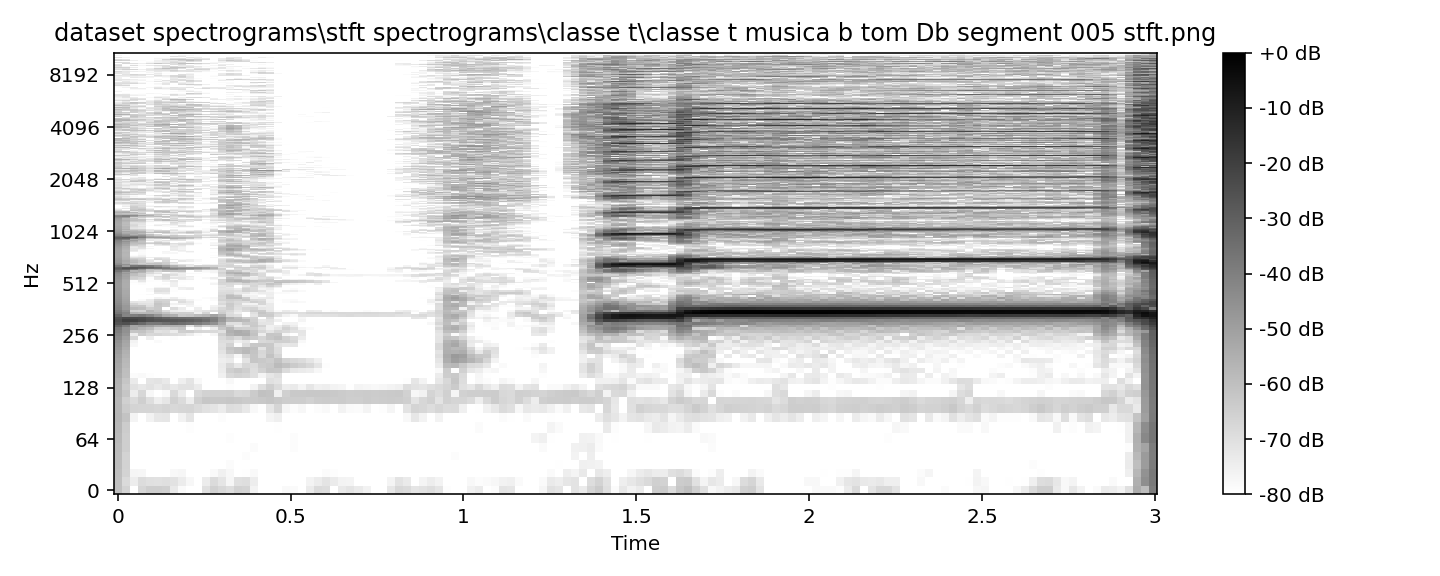 dataset spectrograms\stft spectrograms\classe t\classe t musica b tom Db segment 005 stft.png
8192
4096
2048
1024
512
256
128
64
0
Hz
0
0.5
1
1.5
2
2.5
3
Time
+0 dB
-10 dB
-20 dB
-30 dB
-40 dB
-50 dB
-60 dB
-70 dB
-80 dB